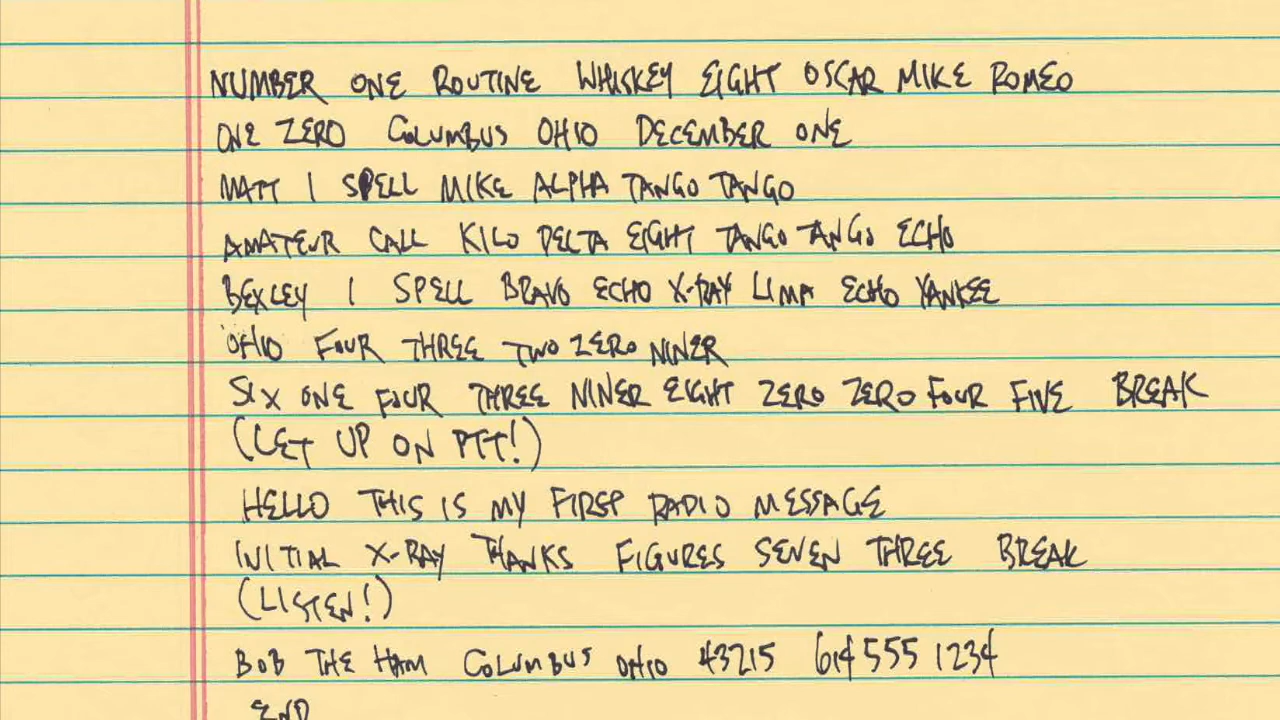 NUMBER ONE ROUTINE WHISKEY EIGHT OSCAR MIKE ROMEO
ONE ZERO COLUMBUS OHIO DECEMBER ONE
MATT I SPELL MIKE ALPHA TANGO TANGO
AMATEUR CALL KILO DELTA EIGHT TANGO TANGO ECHO
BEXLEY I SPELL BRAVO ECHO X-RAY LIMA ECHO YANKEE
OHIO FOUR THREE TWO ZERO NINER
SIX ONE FOUR THREE NINER EIGHT ZERO ZERO FOUR FIVE BREAK
(LET UP ON PTT!)
HELLO THIS IS MY FIRST RADIO MESSAGE
INITIAL X-RAY THANKS FIGURES SEVEN THREE BREAK
(LISTEN!)
BOB THE HAM COLUMBUS OHIO 43215 614 555 1234
END